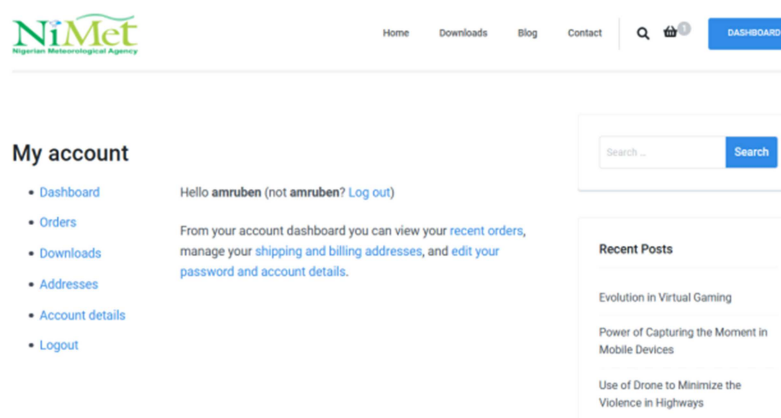 NiMet
Nigerian Meteorological Agency
Home Downloads Blog Contact 1 DASHBOARD
My account
Dashboard
Orders
Downloads
Addresses
Account details
Logout
Hello amruben (not amruben? Log out)
From your account dashboard you can view your recent orders,
manage your shipping and billing addresses, and edit your
password and account details.
Search ... Search
Recent Posts
Evolution in Virtual Gaming
Power of Capturing the Moment in
Mobile Devices
Use of Drone to Minimize the
Violence in Highways